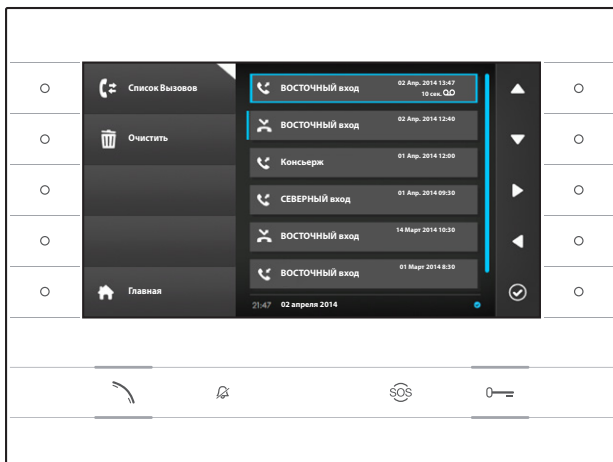 Список Вызовов
Очистить
Главная
ВОСТОЧНЫЙ вход
02 Апр. 2014 13:47
10 сек.
ВОСТОЧНЫЙ вход
02 Апр. 2014 12:40
Консьерж
01 Апр. 2014 12:00
СЕВЕРНЫЙ вход
01 Апр. 2014 09:30
ВОСТОЧНЫЙ вход
14 Март 2014 10:30
ВОСТОЧНЫЙ вход
01 Март 2014 8:30
21:47 02 апреля 2014
SOS